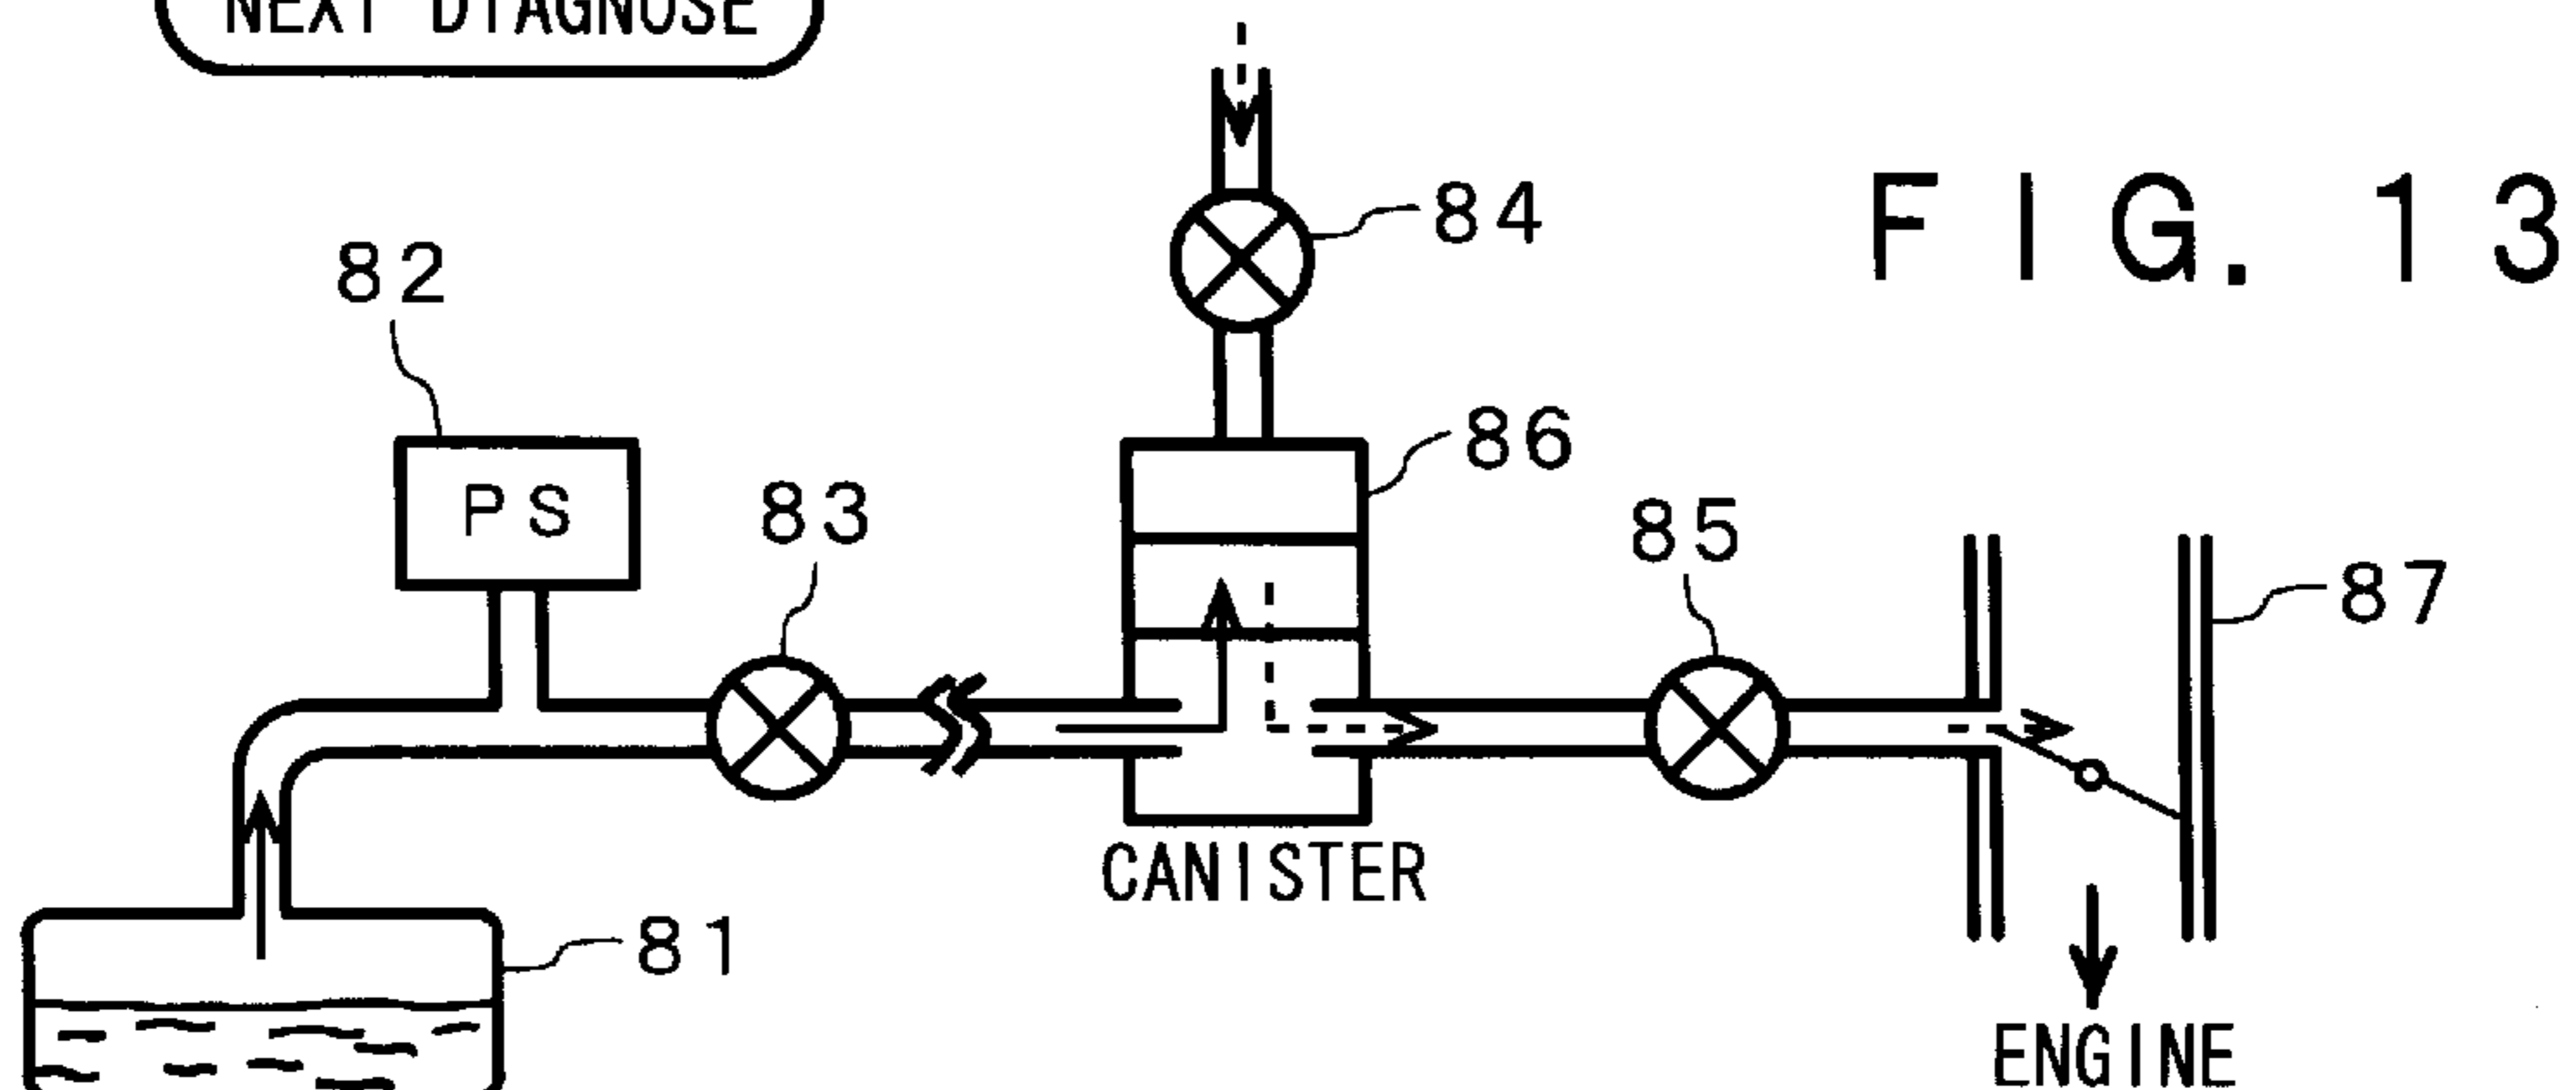 NEXT DIAGNOSE
FIG. 13
84
82
86
PS
83
85
87
CANISTER
81
ENGINE